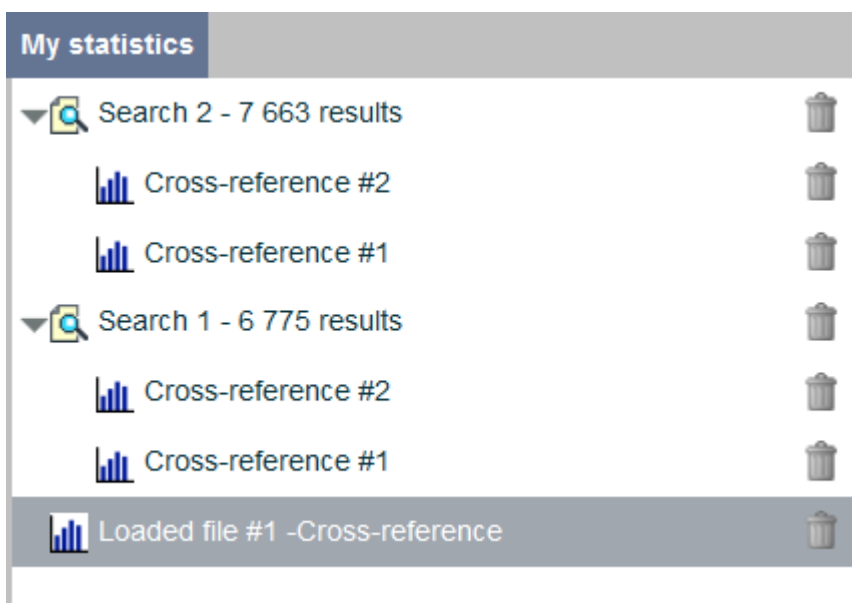 My statistics
Search 2 - 7 663 results
Cross-reference #2
Cross-reference #1
Search 1 - 6 775 results
Cross-reference #2
Cross-reference #1
Loaded file #1 -Cross-reference